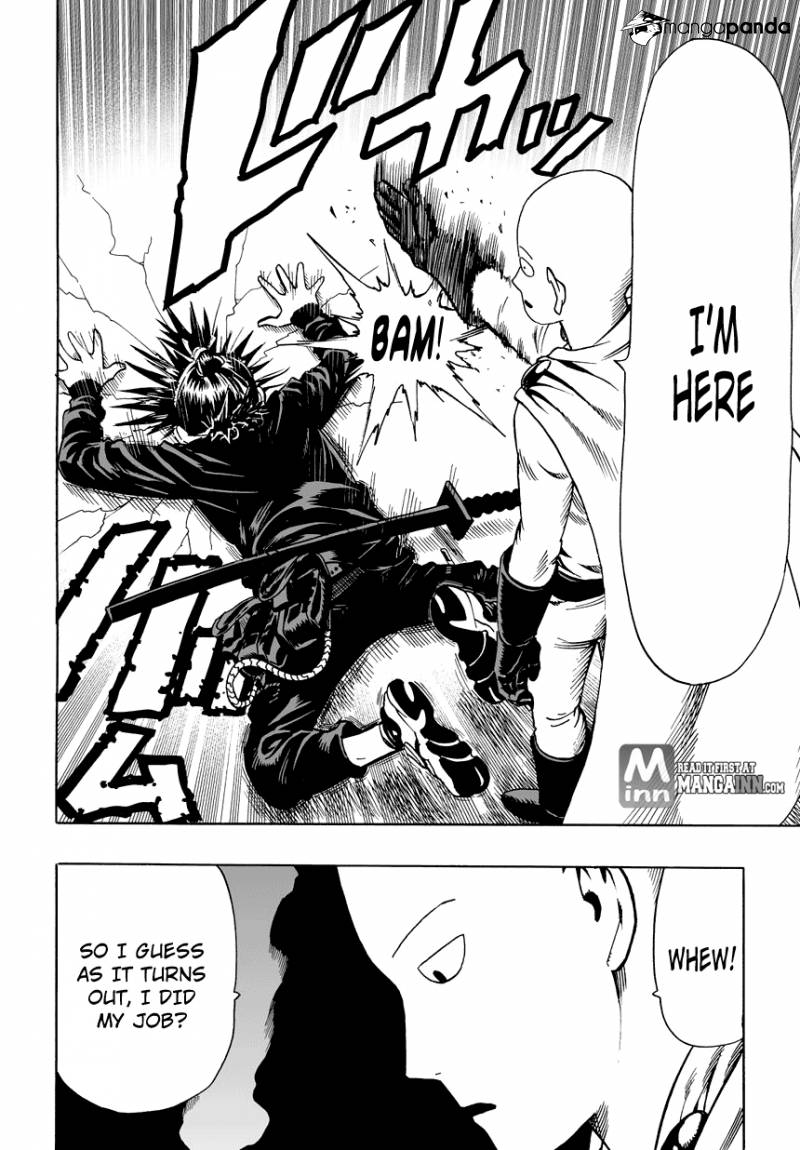 mangapanda
I'M
HERE
BAM!
M
inn
READ IT FIRST AT
MANGAINN.COM
WHEW!
SO I GUESS
AS IT TURNS
OUT, I DID
MY JOB?